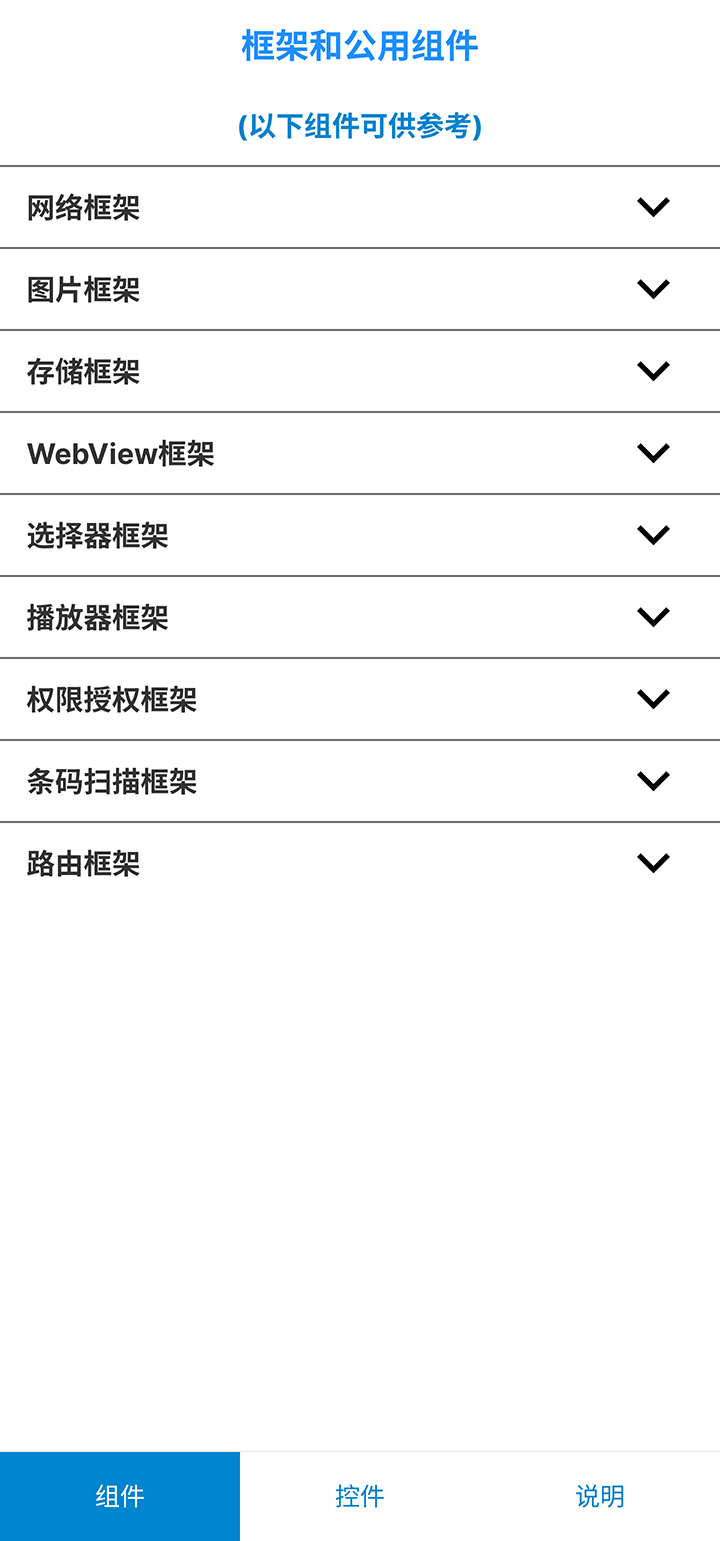 框架和公用组件
(以下组件可供参考)
网络框架
图片框架
存储框架
WebView框架
选择器框架
播放器框架
权限授权框架
条码扫描框架
路由框架
组件
控件
说明